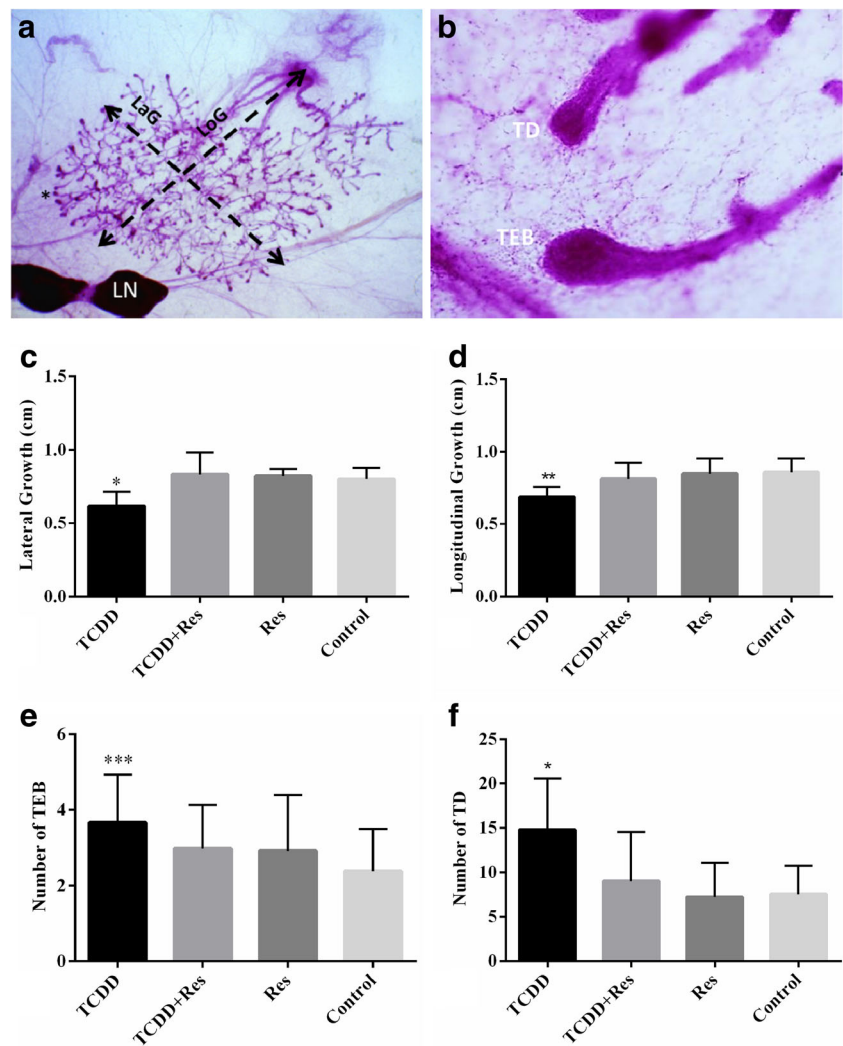 a
LaG
LoG
*
LN
b
TD
TEB
c
Lateral Growth (cm)
1.5
1.0
0.5
0.0
*
TCDD
TCDD+Res
Res
Control
d
Longitudinal Growth (cm)
1.5
1.0
0.5
0.0
**
TCDD
TCDD+Res
Res
Control
e
Number of TEB
6
4
2
0
***
TCDD
TCDD+Res
Res
Control
f
Number of TD
25
20
15
10
5
0
*
TCDD
TCDD+Res
Res
Control